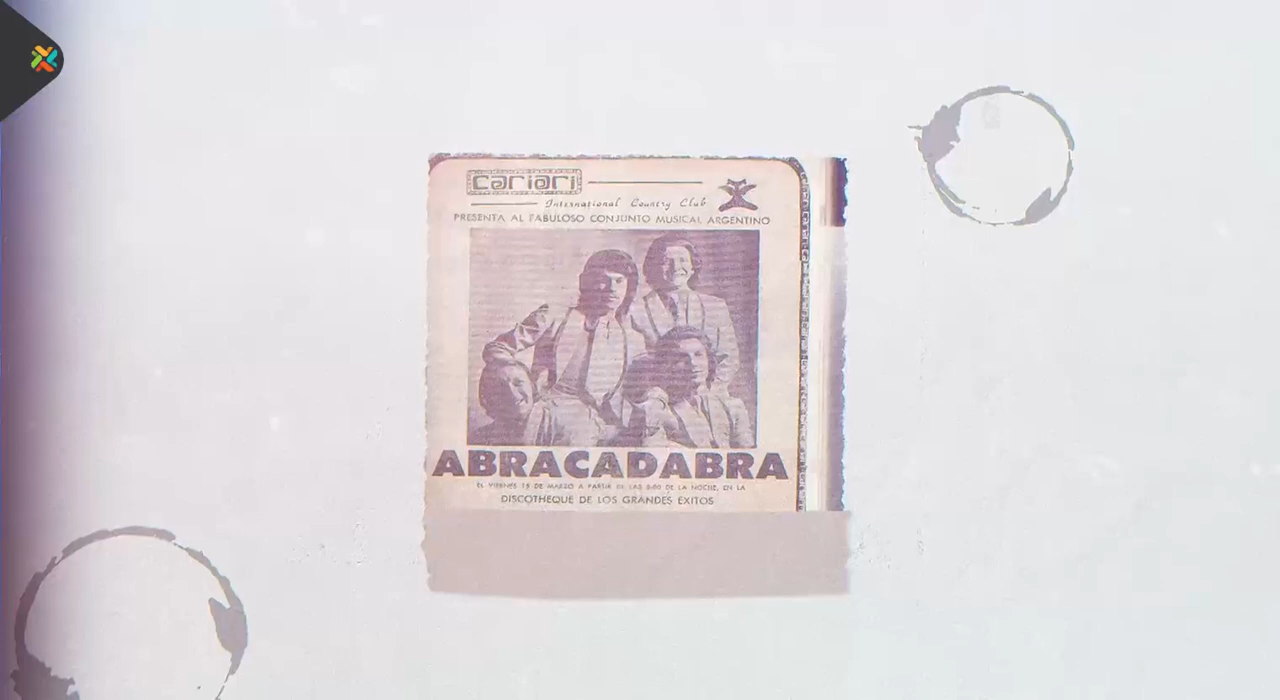 cariari
International Country Club
PRESENTA AL FABULOSO CONJUNTO MUSICAL ARGENTINO
ABRACADABRA
EL VIERNES 15 DE MARZO A PARTIR DE LAS 8:00 DE LA NOCHE, EN LA
DISCOTHEQUE DE LOS GRANDES EXITOS